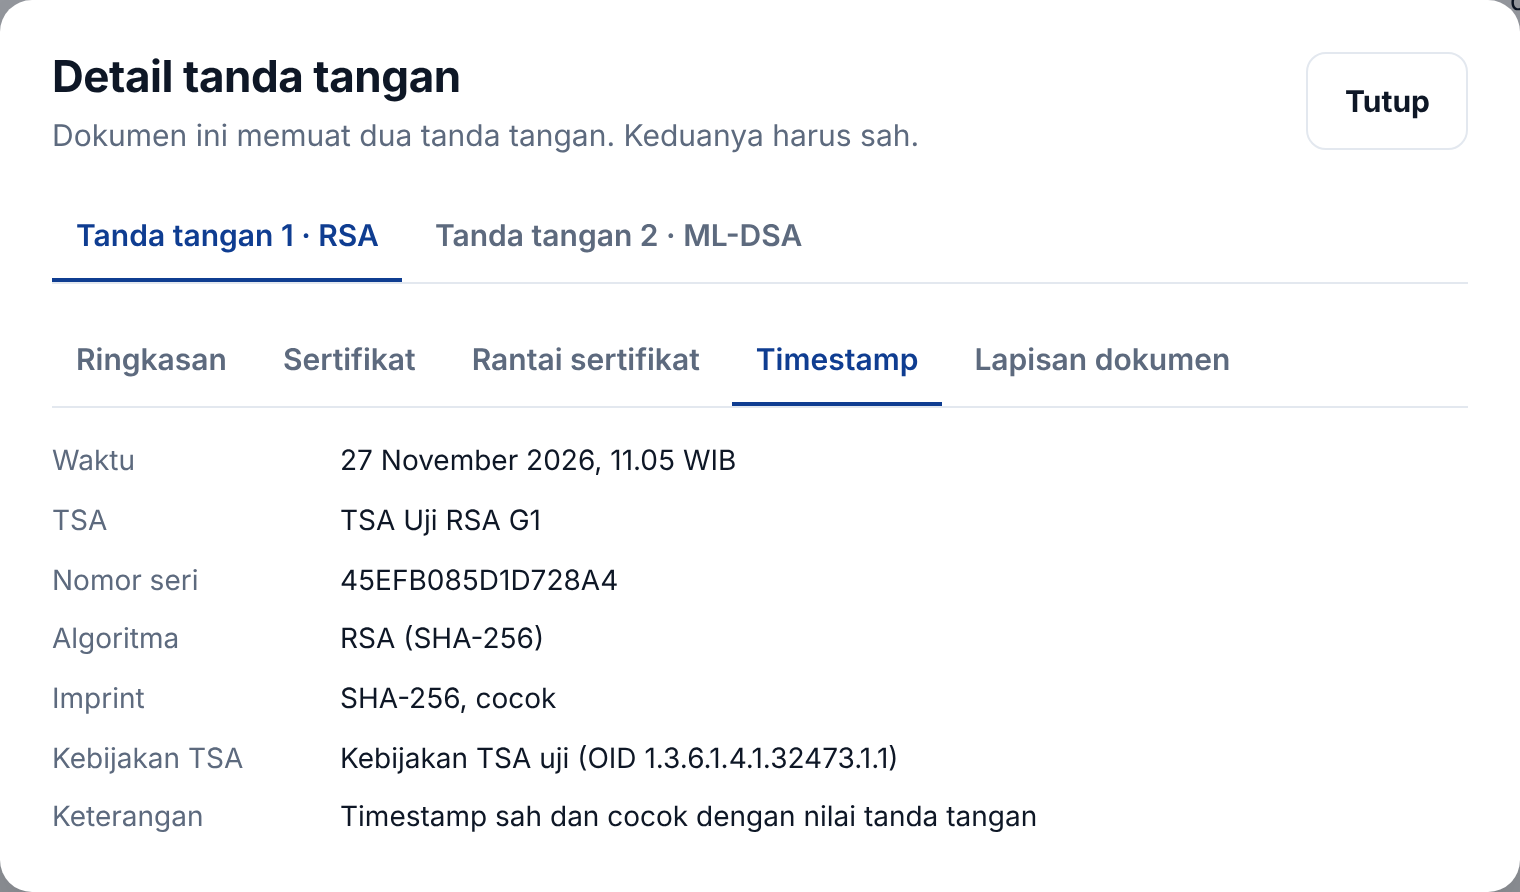 Detail tanda tangan
Tutup
Dokumen ini memuat dua tanda tangan. Keduanya harus sah.
Tanda tangan 1 · RSA Tanda tangan 2 · ML-DSA
Ringkasan Sertifikat Rantai sertifikat Timestamp Lapisan dokumen
Waktu 27 November 2026, 11.05 WIB
TSA TSA Uji RSA G1
Nomor seri 45EFB085D1D728A4
Algoritma RSA (SHA-256)
Imprint SHA-256, cocok
Kebijakan TSA Kebijakan TSA uji (OID 1.3.6.1.4.1.32473.1.1)
Keterangan Timestamp sah dan cocok dengan nilai tanda tangan